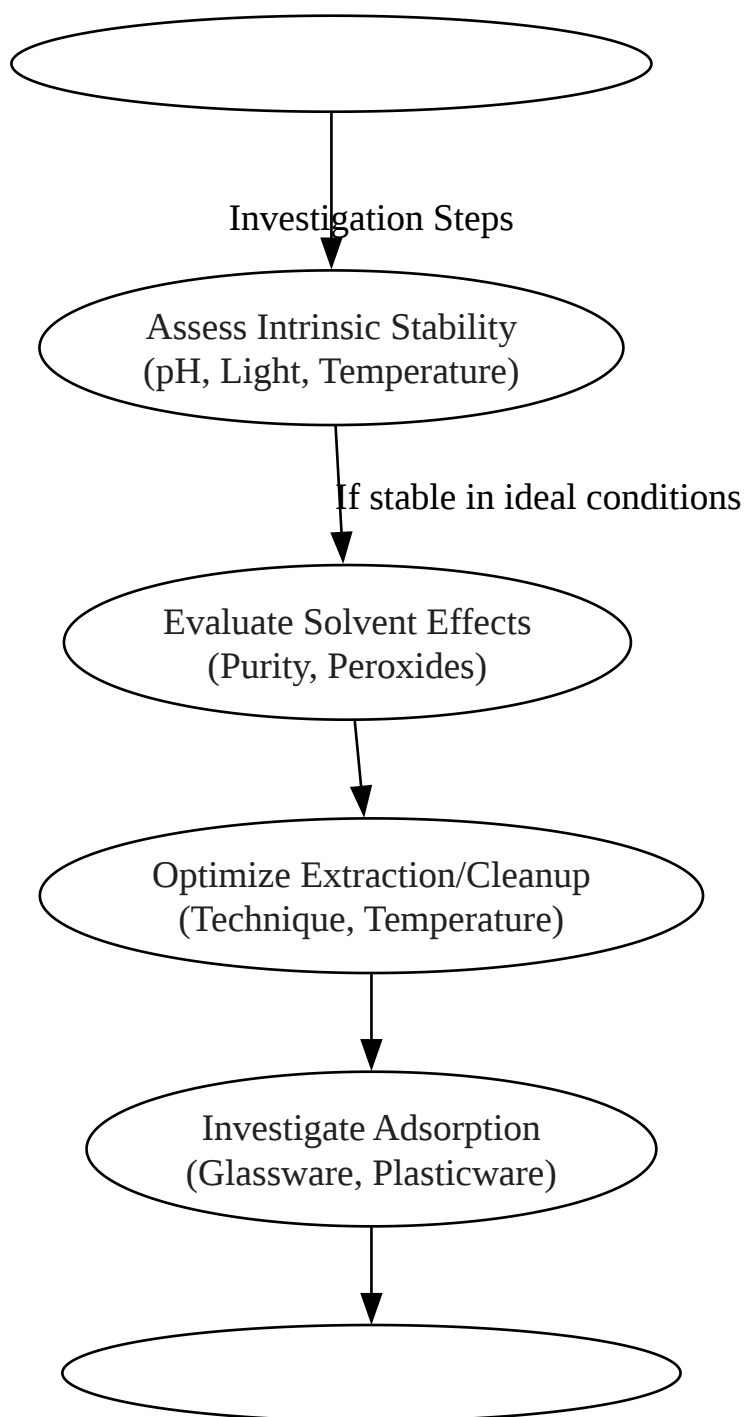 Investigation Steps
Assess Intrinsic Stability
(pH, Light, Temperature)
If stable in ideal conditions
Evaluate Solvent Effects
(Purity, Peroxides)
Optimize Extraction/Cleanup
(Technique, Temperature)
Investigate Adsorption
(Glassware, Plasticware)